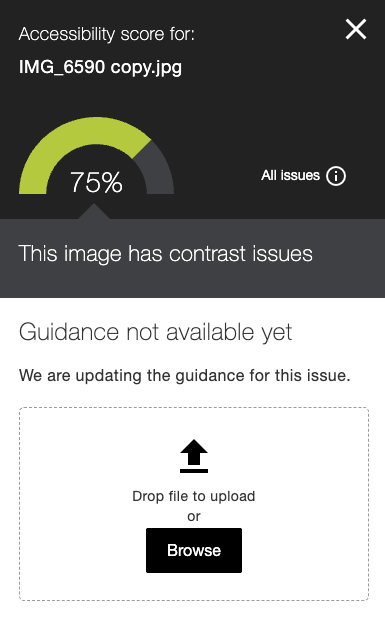 Accessibility score for:
IMG_6590 copy.jpg
75%
All issues
This image has contrast issues
Guidance not available yet
We are updating the guidance for this issue.
Drop file to upload
or
Browse